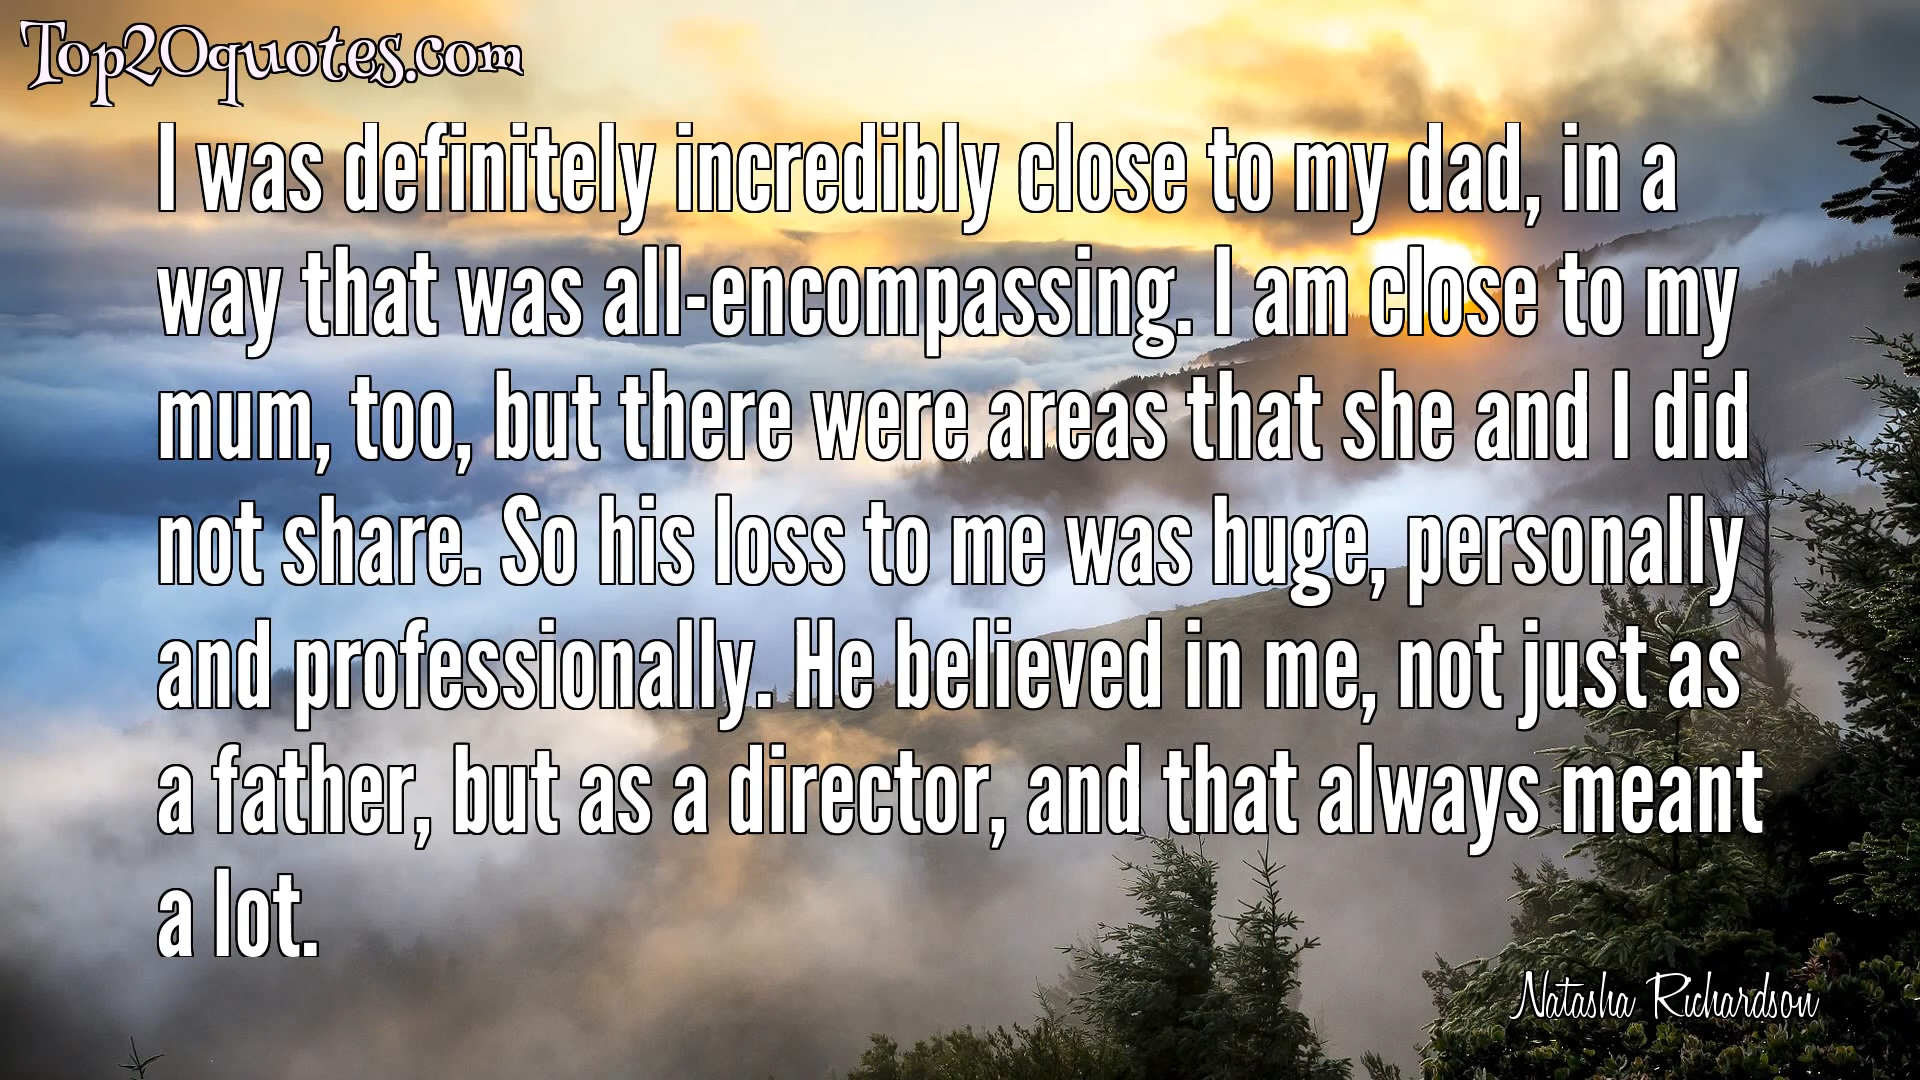 Top20quotes.com
I was definitely incredibly close to my dad, in a
way that was all-encompassing. I am close to my
mum, too, but there were areas that she and I did
not share. So his loss to me was huge, personally
and professionally. He believed in me, not just as
a father, but as a director, and that always meant
a lot.
Natasha Richardson